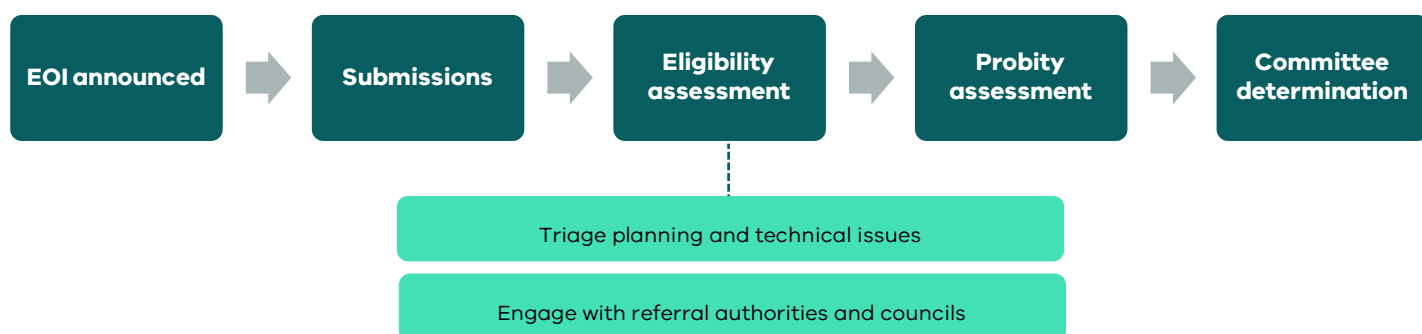 EOI announced
Submissions
Eligibility
assessment
Probity
assessment
Committee
determination
Triage planning and technical issues
Engage with referral authorities and councils